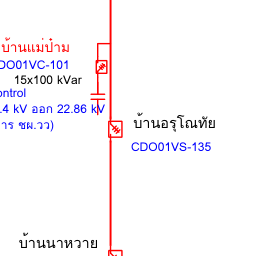 บ้านแม่ป๋าม
DO01VC-101
15x100 kVar
ontrol
.4 kV ออก 22.86 kV
าร ชผ.วว)
บ้านอรุโณทัย
CDO01VS-135
บ้านนาหวาย